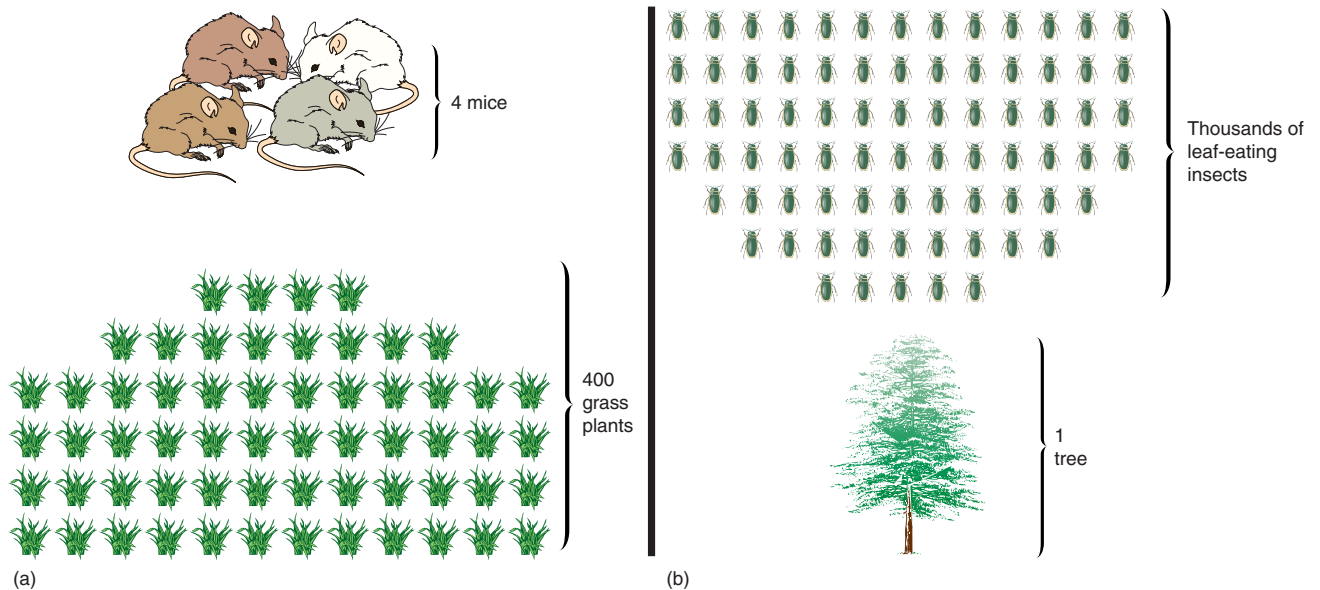 4 mice
400
grass
plants
(a)
Thousands of
leaf-eating
insects
1
tree
(b)